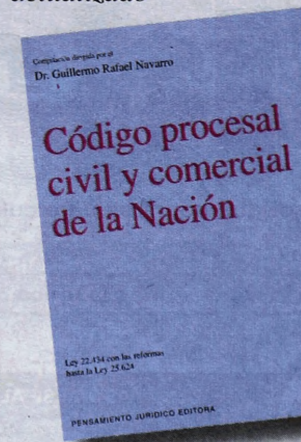 Compilación dirigida por el
Dr. Guillermo Rafael Navarro
Código procesal
civil y comercial
de la Nación
Ley 22.434 con las reformas
hasta la Ley 25.624
PENSAMIENTO JURIDICO EDITORA